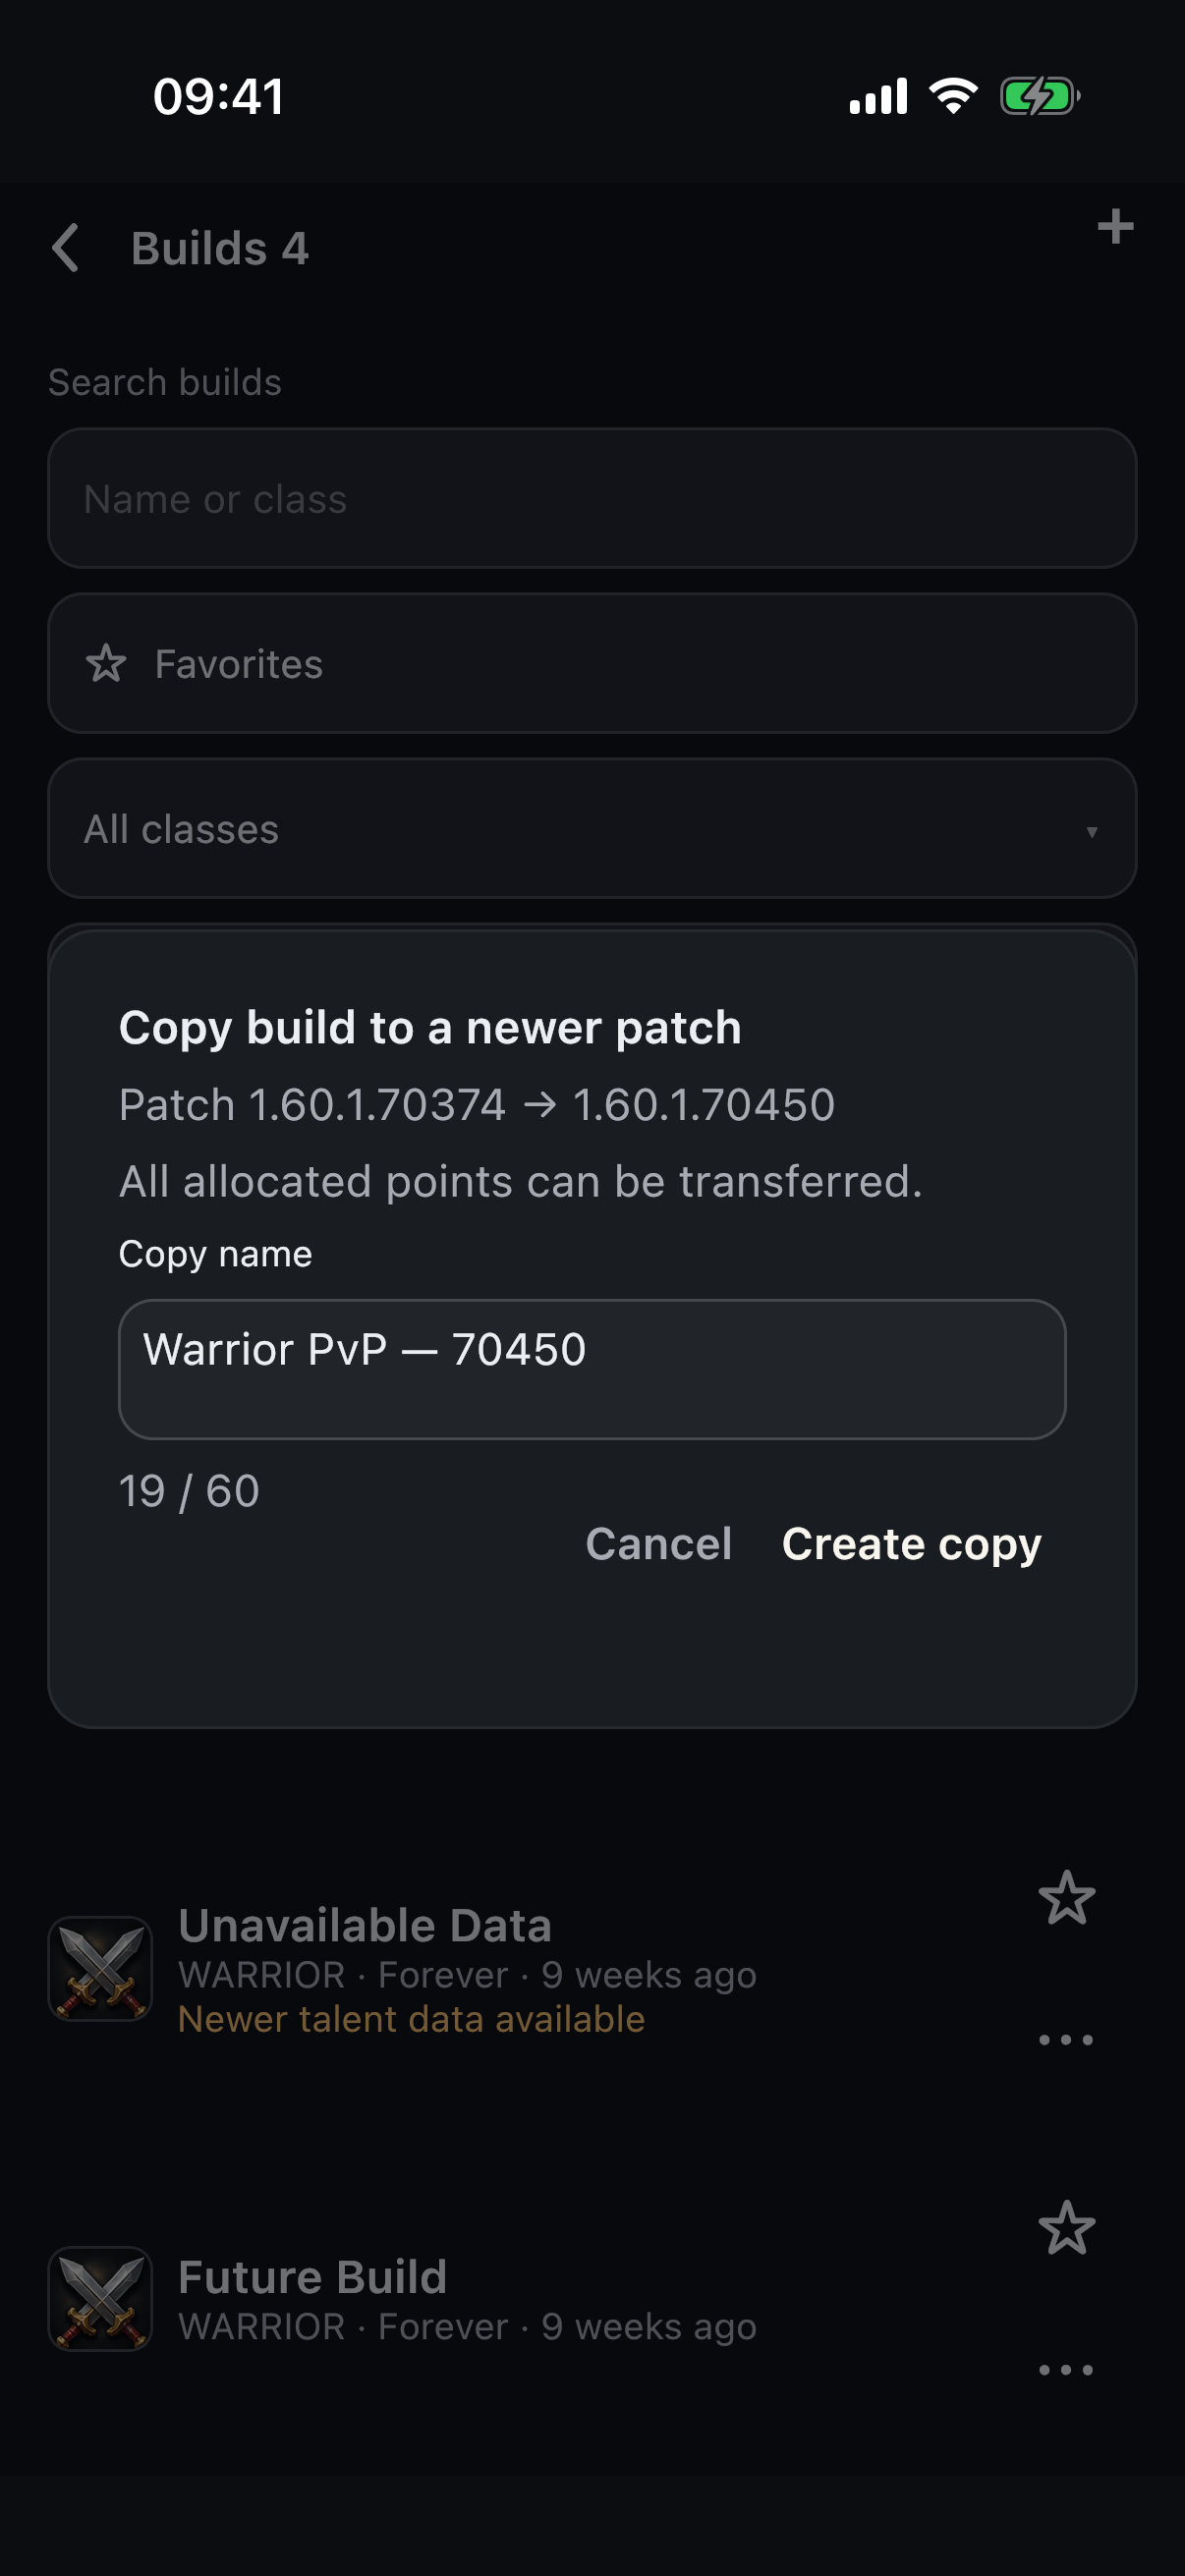 09:41
Builds 4
Search builds
Name or class
Favorites
All classes
Copy build to a newer patch
Patch 1.60.1.70374 → 1.60.1.70450
All allocated points can be transferred.
Copy name
Warrior PvP — 70450
19 / 60
Cancel Create copy
Unavailable Data
WARRIOR · Forever · 9 weeks ago
Newer talent data available
Future Build
WARRIOR · Forever · 9 weeks ago